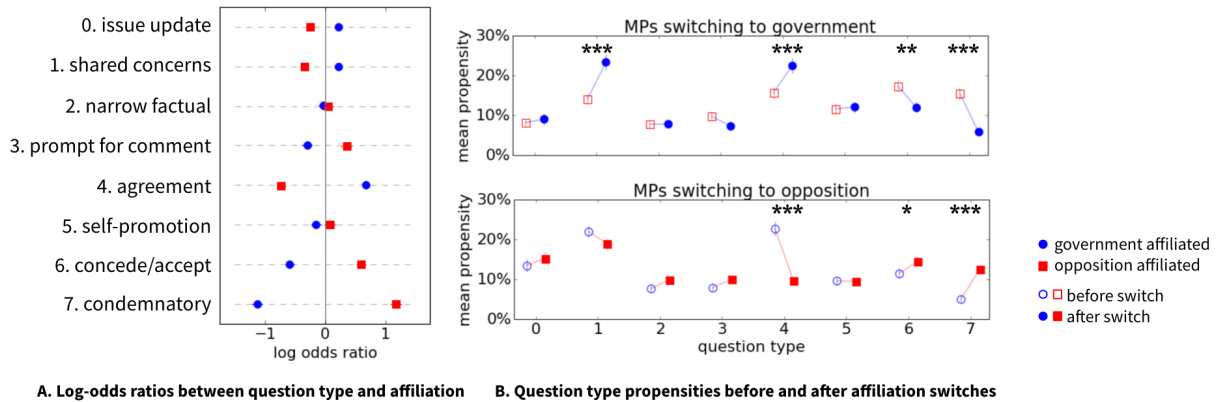 0. issue update
1. shared concerns
2. narrow factual
3. prompt for comment
4. agreement
5. self-promotion
6. concede/accept
7. condemnatory
−1 0 1
log odds ratio
A. Log-odds ratios between question type and affiliation
MPs switching to government
mean propensity
30%
20%
10%
0%
*** *** ** ***
MPs switching to opposition
mean propensity
30%
20%
10%
0%
*** * ***
0 1 2 3 4 5 6 7
question type
government affiliated
opposition affiliated
before switch
after switch
B. Question type propensities before and after affiliation switches